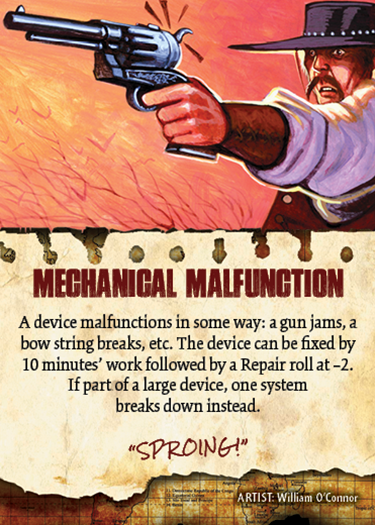 MECHANICAL MALFUNCTION
A device malfunctions in some way: a gun jams, a
bow string breaks, etc. The device can be fixed by
10 minutes’ work followed by a Repair roll at –2.
If part of a large device, one system
breaks down instead.
“SPROING!”
ARTIST: William O’Connor